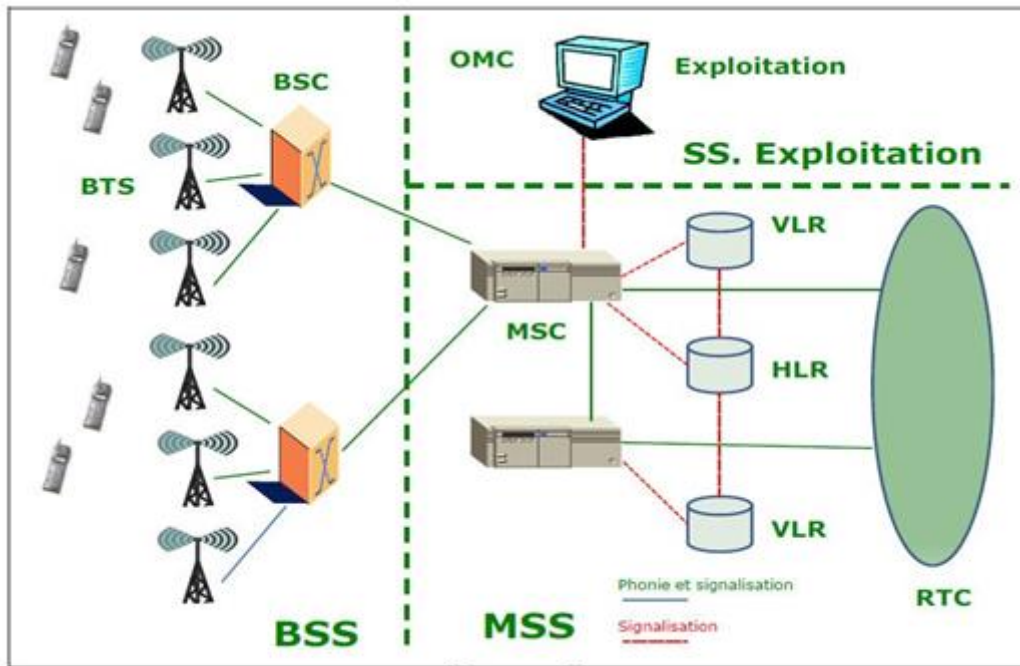 OMC
Exploitation
BSC
SS. Exploitation
BTS
VLR
MSC
HLR
VLR
Phonie et signalisation
RTC
BSS
MSS
Signalisation